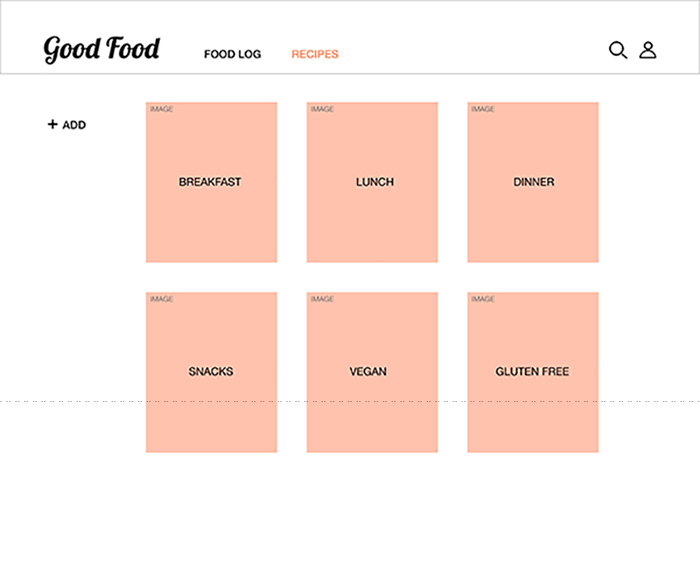 Good Food
FOOD LOG
RECIPES
+ ADD
IMAGE
BREAKFAST
IMAGE
LUNCH
IMAGE
DINNER
IMAGE
SNACKS
IMAGE
VEGAN
IMAGE
GLUTEN FREE